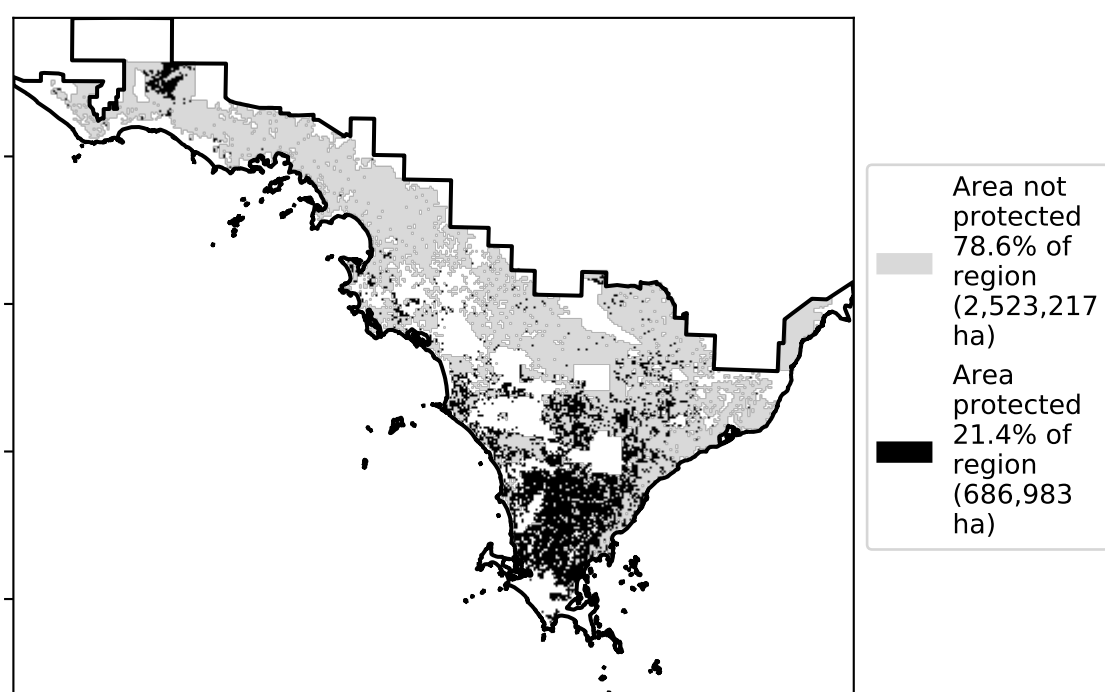 Area not
protected
78.6% of
region
(2,523,217
ha)
Area
protected
21.4% of
region
(686,983
ha)